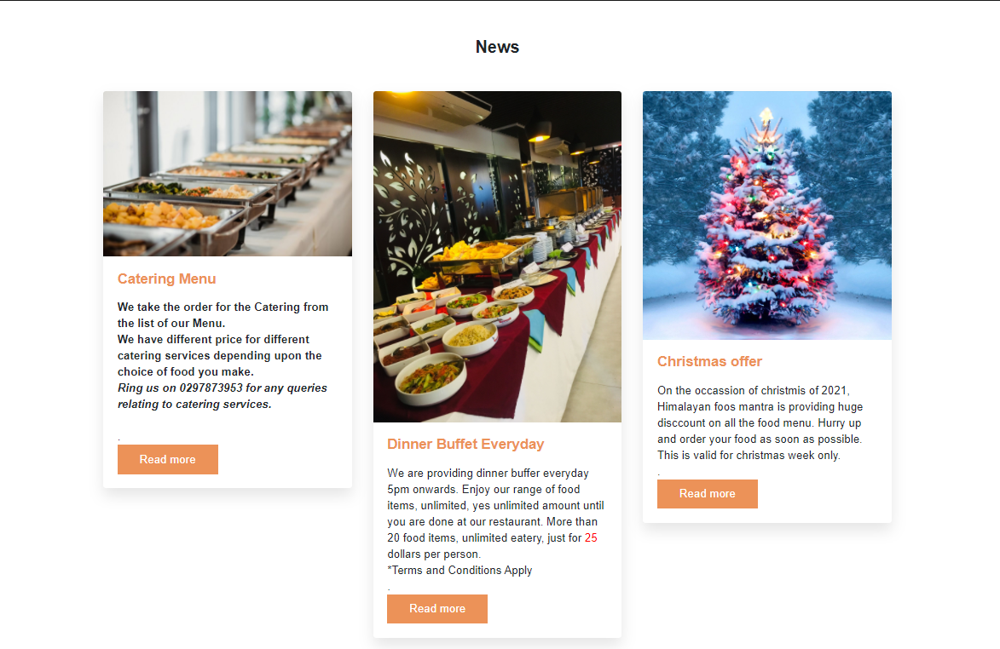 News
Catering Menu
We take the order for the Catering from
the list of our Menu.
We have different price for different
catering services depending upon the
choice of food you make.
Ring us on 0297873953 for any queries
relating to catering services.
.
Read more
Dinner Buffet Everyday
We are providing dinner buffer everyday
5pm onwards. Enjoy our range of food
items, unlimited, yes unlimited amount until
you are done at our restaurant. More than
20 food items, unlimited eatery, just for 25
dollars per person.
*Terms and Conditions Apply
.
Read more
Christmas offer
On the occassion of christmis of 2021,
Himalayan foos mantra is providing huge
disccount on all the food menu. Hurry up
and order your food as soon as possible.
This is valid for christmas week only.
.
Read more